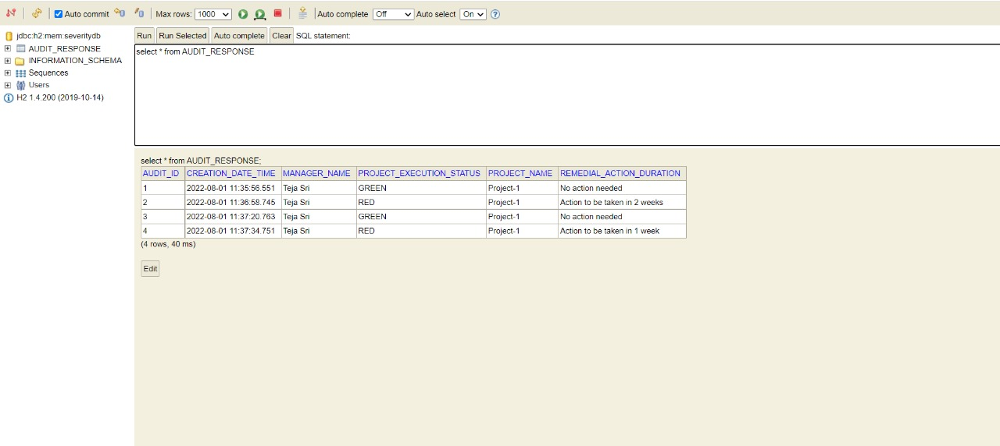 Auto commit Max rows: 1000 Auto complete Off Auto select On
jdbc:h2:mem:severitydb
AUDIT_RESPONSE
INFORMATION_SCHEMA
Sequences
Users
H2 1.4.200 (2019-10-14)
Run Run Selected Auto complete Clear SQL statement:
select * from AUDIT_RESPONSE
select * from AUDIT_RESPONSE;
AUDIT_ID CREATION_DATE_TIME MANAGER_NAME PROJECT_EXECUTION_STATUS PROJECT_NAME REMEDIAL_ACTION_DURATION
1 2022-08-01 11:35:56.551 Teja Sri GREEN Project-1 No action needed
2 2022-08-01 11:36:58.745 Teja Sri RED Project-1 Action to be taken in 2 weeks
3 2022-08-01 11:37:20.763 Teja Sri GREEN Project-1 No action needed
4 2022-08-01 11:37:34.751 Teja Sri RED Project-1 Action to be taken in 1 week
(4 rows, 40 ms)
Edit